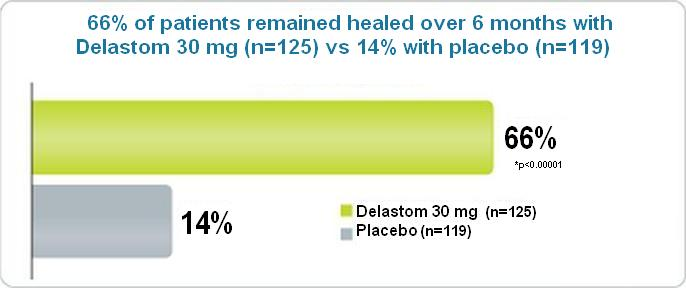 66% of patients remained healed over 6 months with
Delastom 30 mg (n=125) vs 14% with placebo (n=119)
66%
*p<0.00001
14%
Delastom 30 mg (n=125)
Placebo (n=119)